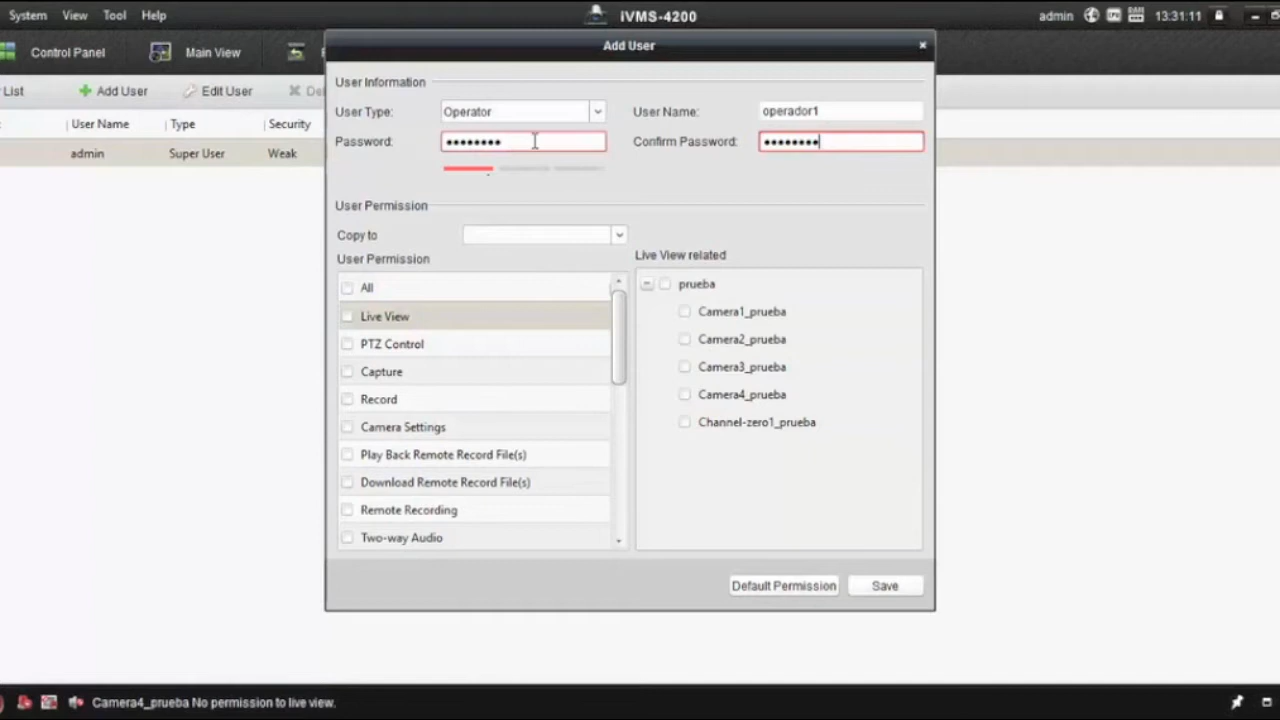 System View Tool Help iVMS-4200 admin 13:31:11
Control Panel Main View
List Add User Edit User
User Name Type Security
admin Super User Weak
Add User
User Information
User Type: Operator User Name: operador1
Password: •••••••• Confirm Password: ••••••••
User Permission
Copy to
User Permission
All
Live View
PTZ Control
Capture
Record
Camera Settings
Play Back Remote Record File(s)
Download Remote Record File(s)
Remote Recording
Two-way Audio
Live View related
prueba
Camera1_prueba
Camera2_prueba
Camera3_prueba
Camera4_prueba
Channel-zero1_prueba
Default Permission Save
Camera4_prueba No permission to live view.